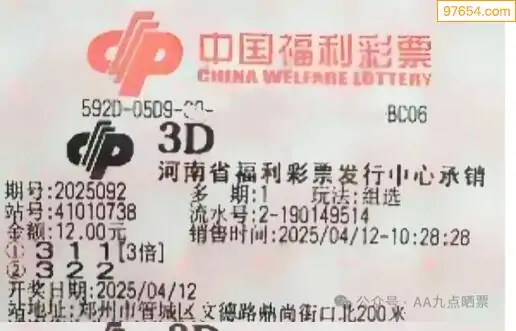 97654.com
中国福利彩票
CHINA WELFARE LOTTERY
592D-05D9- BC06
3D
河南省福利彩票发行中心承销
期号:2025092 多 期:1 玩法:组选
站号:41010738 流水号:2-190149514
金额:12.00元 销售时间:2025/04/12-10:28:28
① 3 1 1 [3倍]
② 3 2 2
开奖日期:2025/04/12
站地址:郑州市管城区文德路鼎尚街口北200米
公众号 · AA九点晒票
3D